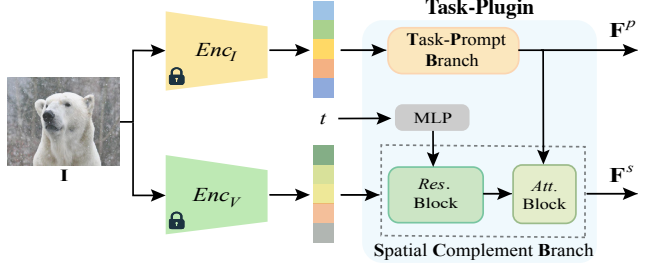 Task-Plugin
Enc_I
Task-Prompt
Branch
F^p
t
MLP
I
Enc_V
Res.
Block
Att.
Block
F^s
Spatial Complement Branch